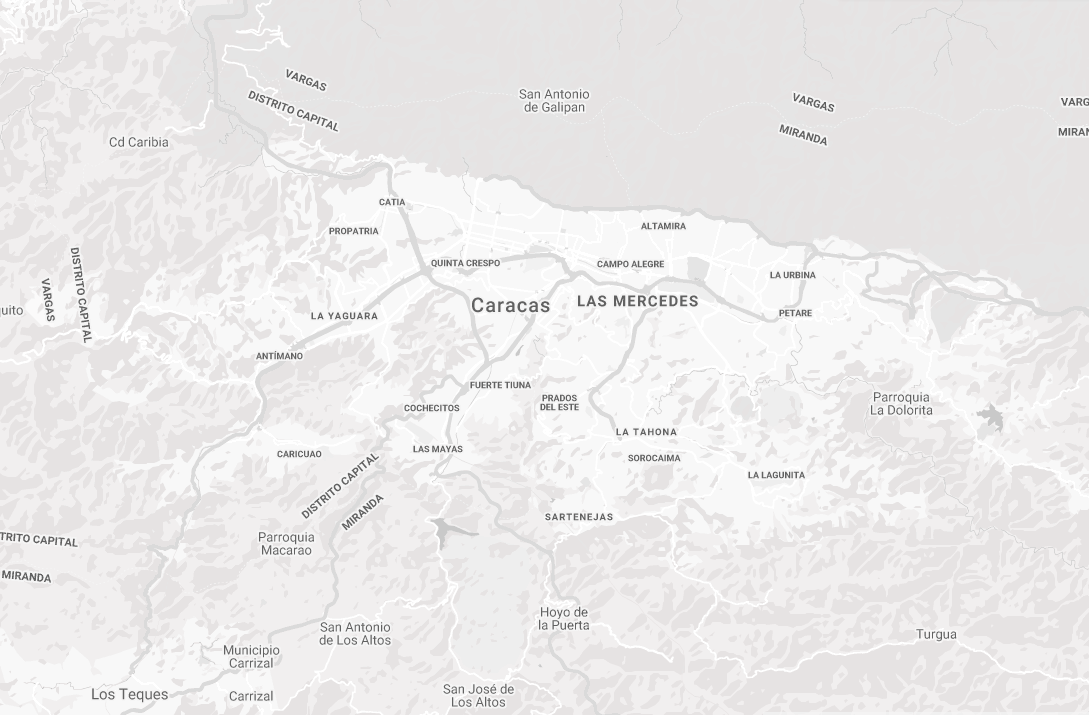 VARGAS
DISTRITO CAPITAL
San Antonio
de Galipan
VARGAS
MIRANDA
VARG
MIRAN
Cd Caribia
CATIA
PROPATRIA
ALTAMIRA
QUINTA CRESPO
CAMPO ALEGRE
LA URBINA
DISTRITO CAPITAL
VARGAS
uito
Caracas
LAS MERCEDES
LA YAGUARA
PETARE
ANTÍMANO
FUERTE TIUNA
COCHECITOS
PRADOS
DEL ESTE
Parroquia
La Dolorita
LA TAHONA
LAS MAYAS
CARICUAO
SOROCAIMA
LA LAGUNITA
DISTRITO CAPITAL
MIRANDA
SARTENEJAS
TRITO CAPITAL
MIRANDA
Parroquia
Macarao
Hoyo de
la Puerta
San Antonio
de Los Altos
Turgua
Municipio
Carrizal
Los Teques
Carrizal
San José de
Los Altos